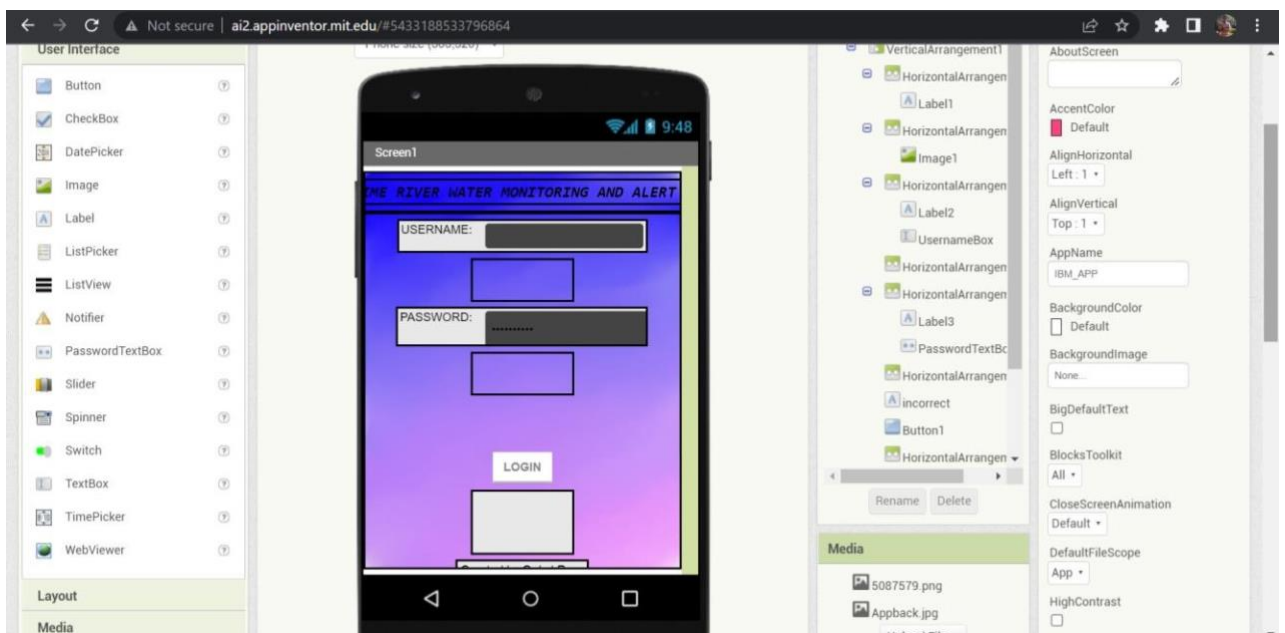 Not secure | ai2.appinventor.mit.edu/#5433188533796864
User Interface
Button
CheckBox
DatePicker
Image
Label
ListPicker
ListView
Notifier
PasswordTextBox
Slider
Spinner
Switch
TextBox
TimePicker
WebViewer
Layout
Media
9:48
Screen1
RIVER WATER MONITORING AND ALERT
USERNAME:
PASSWORD:
LOGIN
VerticalArrangement1
HorizontalArrangen
Label1
HorizontalArrangen
Image1
HorizontalArrangen
Label2
UsernameBox
HorizontalArrangen
HorizontalArrangen
Label3
PasswordTextBo
HorizontalArrangen
incorrect
Button1
HorizontalArrangen
Rename Delete
Media
5087579.png
Appback.jpg
AboutScreen
AccentColor
Default
AlignHorizontal
Left : 1
AlignVertical
Top : 1
AppName
IBM_APP
BackgroundColor
Default
BackgroundImage
None...
BigDefaultText
BlocksToolkit
All
CloseScreenAnimation
Default
DefaultFileScope
App
HighContrast